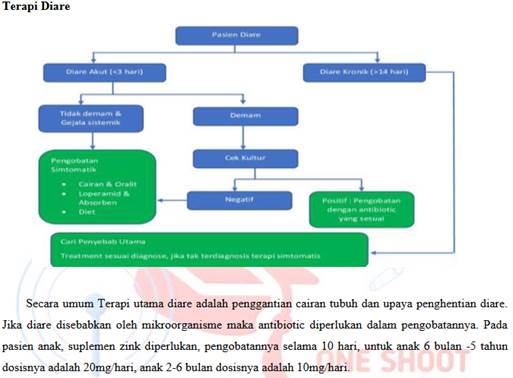 Terapi Diare
Pasien Diare
Diare Akut (<3 hari)
Diare Kronik (>14 hari)
Tidak demam &
Gejala sistemik
Demam
Pengobatan
Simtomatik
• Cairan & Oralit
• Loperamid &
Absorben
• Diet
Cek Kultur
Negatif
Positif : Pengobatan
dengan antibiotic
yang sesuai
Cari Penyebab Utama
Treatment sesuai diagnose, jika tak terdiagnosis terapi simtomatis
Secara umum Terapi utama diare adalah penggantian cairan tubuh dan upaya penghentian diare.
Jika diare disebabkan oleh mikroorganisme maka antibiotic diperlukan dalam pengobatannya. Pada
pasien anak, suplemen zink diperlukan, pengobatannya selama 10 hari, untuk anak 6 bulan -5 tahun
dosisnya adalah 20mg/hari, anak 2-6 bulan dosisnya adalah 10mg/hari.
ONE SHOOT